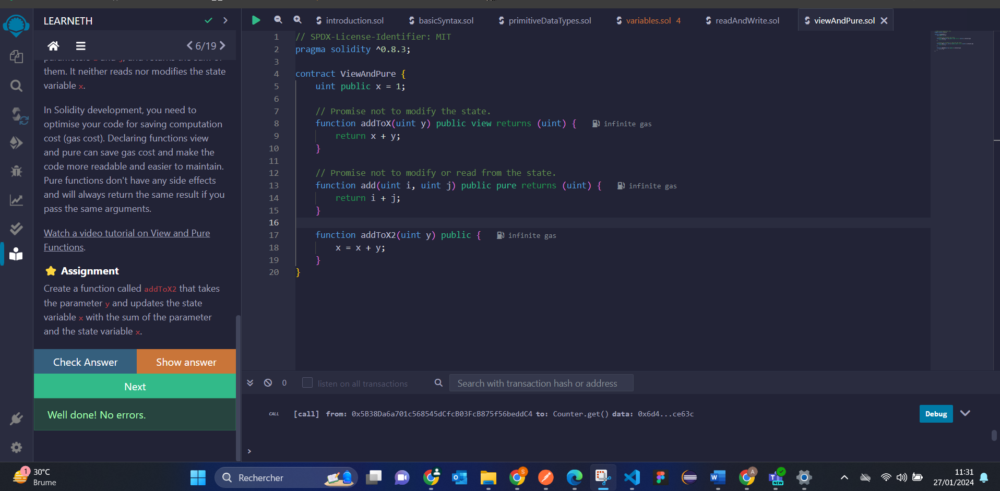 LEARNETH
6/19
them. It neither reads nor modifies the state
variable x.
In Solidity development, you need to
optimise your code for saving computation
cost (gas cost). Declaring functions view
and pure can save gas cost and make the
code more readable and easier to maintain.
Pure functions don't have any side effects
and will always return the same result if you
pass the same arguments.
Watch a video tutorial on View and Pure
Functions.
Assignment
Create a function called addToX2 that takes
the parameter y and updates the state
variable x with the sum of the parameter
and the state variable x.
Check Answer
Show answer
Next
Well done! No errors.
introduction.sol
basicSyntax.sol
primitiveDataTypes.sol
variables.sol 4
readAndWrite.sol
viewAndPure.sol
1 // SPDX-License-Identifier: MIT
2 pragma solidity ^0.8.3;
3
4 contract ViewAndPure {
5 uint public x = 1;
6
7 // Promise not to modify the state.
8 function addToX(uint y) public view returns (uint) { infinite gas
9 return x + y;
10 }
11
12 // Promise not to modify or read from the state.
13 function add(uint i, uint j) public pure returns (uint) { infinite gas
14 return i + j;
15 }
16
17 function addToX2(uint y) public { infinite gas
18 x = x + y;
19 }
20 }
0
listen on all transactions
Search with transaction hash or address
CALL [call] from: 0x5B38Da6a701c568545dCfcB03FcB875f56beddC4 to: Counter.get() data: 0x6d4...ce63c
Debug
>
1
30°C
Brume
Rechercher
S
A
NEW
11:31
27/01/2024